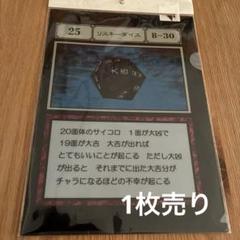 25 リスキーダイス B-30
大吉
20面体のサイコロ 1面が大凶で
19面が大吉 大吉が出れば
とてもいいことが起こる ただし大凶
が出ると それまでに出た大吉分が
チャラになるほどの不幸が起こる
1枚売り